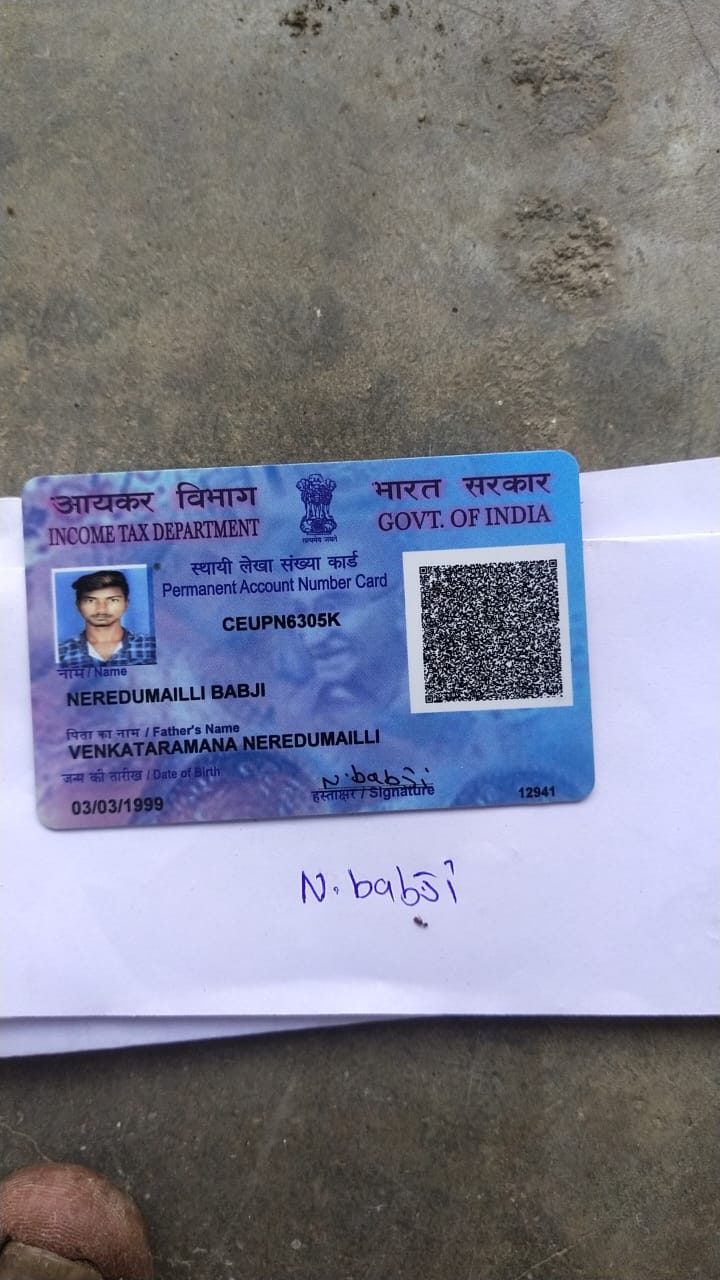 आयकर विभाग
INCOME TAX DEPARTMENT
सत्यमेव जयते
भारत सरकार
GOVT. OF INDIA
स्थायी लेखा संख्या कार्ड
Permanent Account Number Card
CEUPN6305K
नाम / Name
NEREDUMAILLI BABJI
पिता का नाम / Father's Name
VENKATARAMANA NEREDUMAILLI
जन्म की तारीख / Date of Birth
03/03/1999
N.babji
हस्ताक्षर / Signature
12941
N.babji